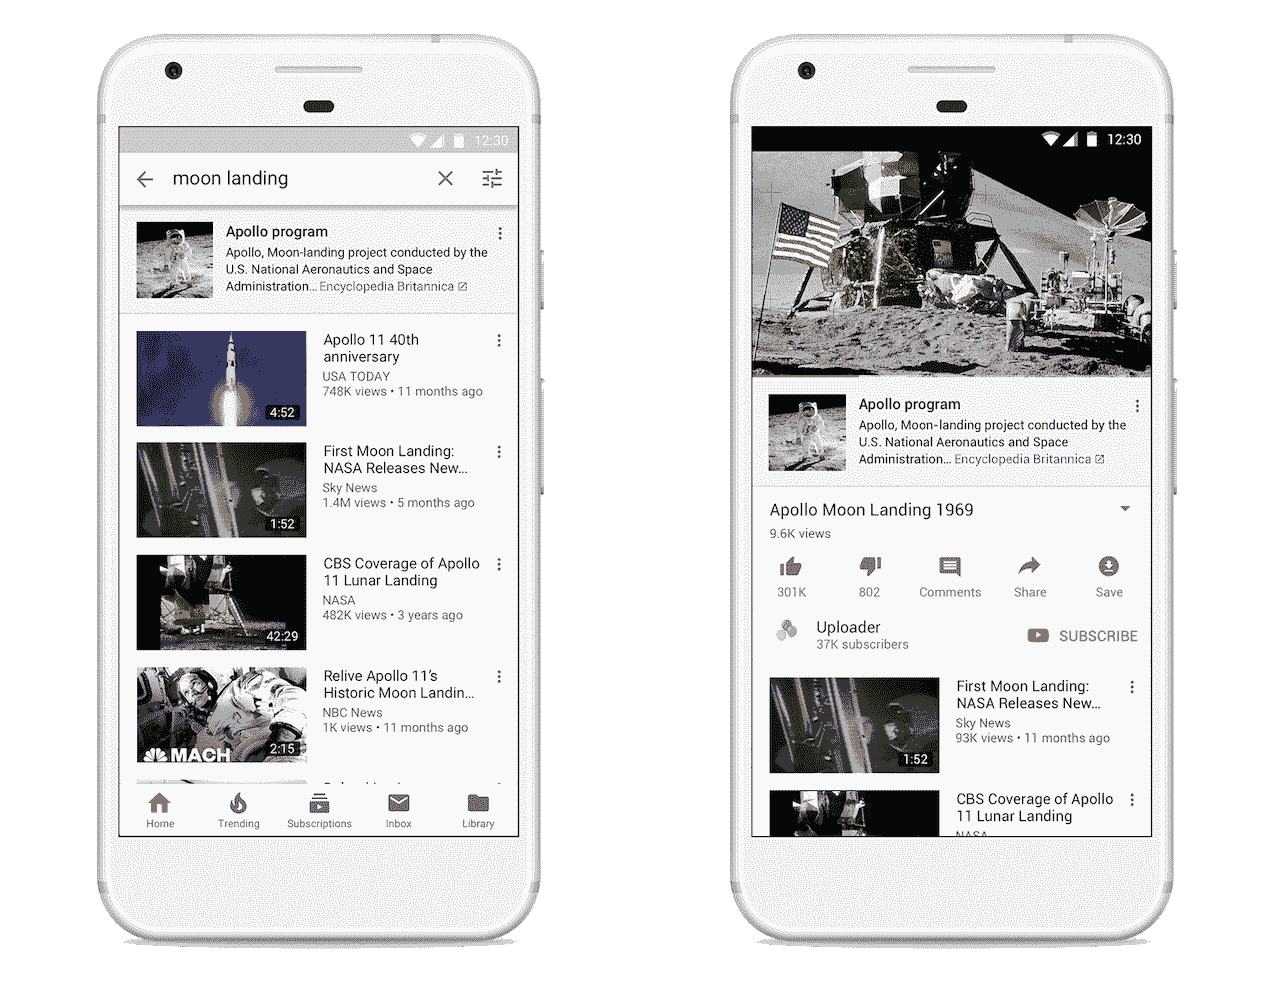 12:30
moon landing
Apollo program
Apollo, Moon-landing project conducted by the
U.S. National Aeronautics and Space
Administration... Encyclopedia Britannica
4:52
Apollo 11 40th
anniversary
USA TODAY
748K views • 11 months ago
1:52
First Moon Landing:
NASA Releases New...
Sky News
1.4M views • 5 months ago
42:29
CBS Coverage of Apollo
11 Lunar Landing
NASA
482K views • 3 years ago
MACH
2:15
Relive Apollo 11’s
Historic Moon Landin...
NBC News
1K views • 11 months ago
Home
Trending
Subscriptions
Inbox
Library
12:30
Apollo program
Apollo, Moon-landing project conducted by the
U.S. National Aeronautics and Space
Administration... Encyclopedia Britannica
Apollo Moon Landing 1969
9.6K views
301K
802
Comments
Share
Save
Uploader
37K subscribers
SUBSCRIBE
1:52
First Moon Landing:
NASA Releases New...
Sky News
93K views • 11 months ago
CBS Coverage of Apollo
11 Lunar Landing
NASA